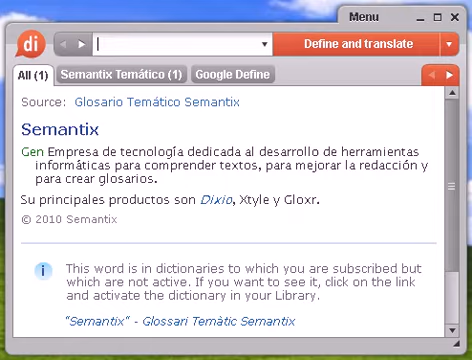 Menu
di
Define and translate
All (1)
Semantix Temático (1)
Google Define
Source: Glosario Temático Semantix
Semantix
Gen Empresa de tecnología dedicada al desarrollo de herramientas
informáticas para comprender textos, para mejorar la redacción y
para crear glosarios.
Su principales productos son Dixio, Xtyle y Gloxr.
© 2010 Semantix
i
This word is in dictionaries to which you are subscribed but
which are not active. If you want to see it, click on the link
and activate the dictionary in your Library.
"Semantix" - Glossari Temàtic Semantix